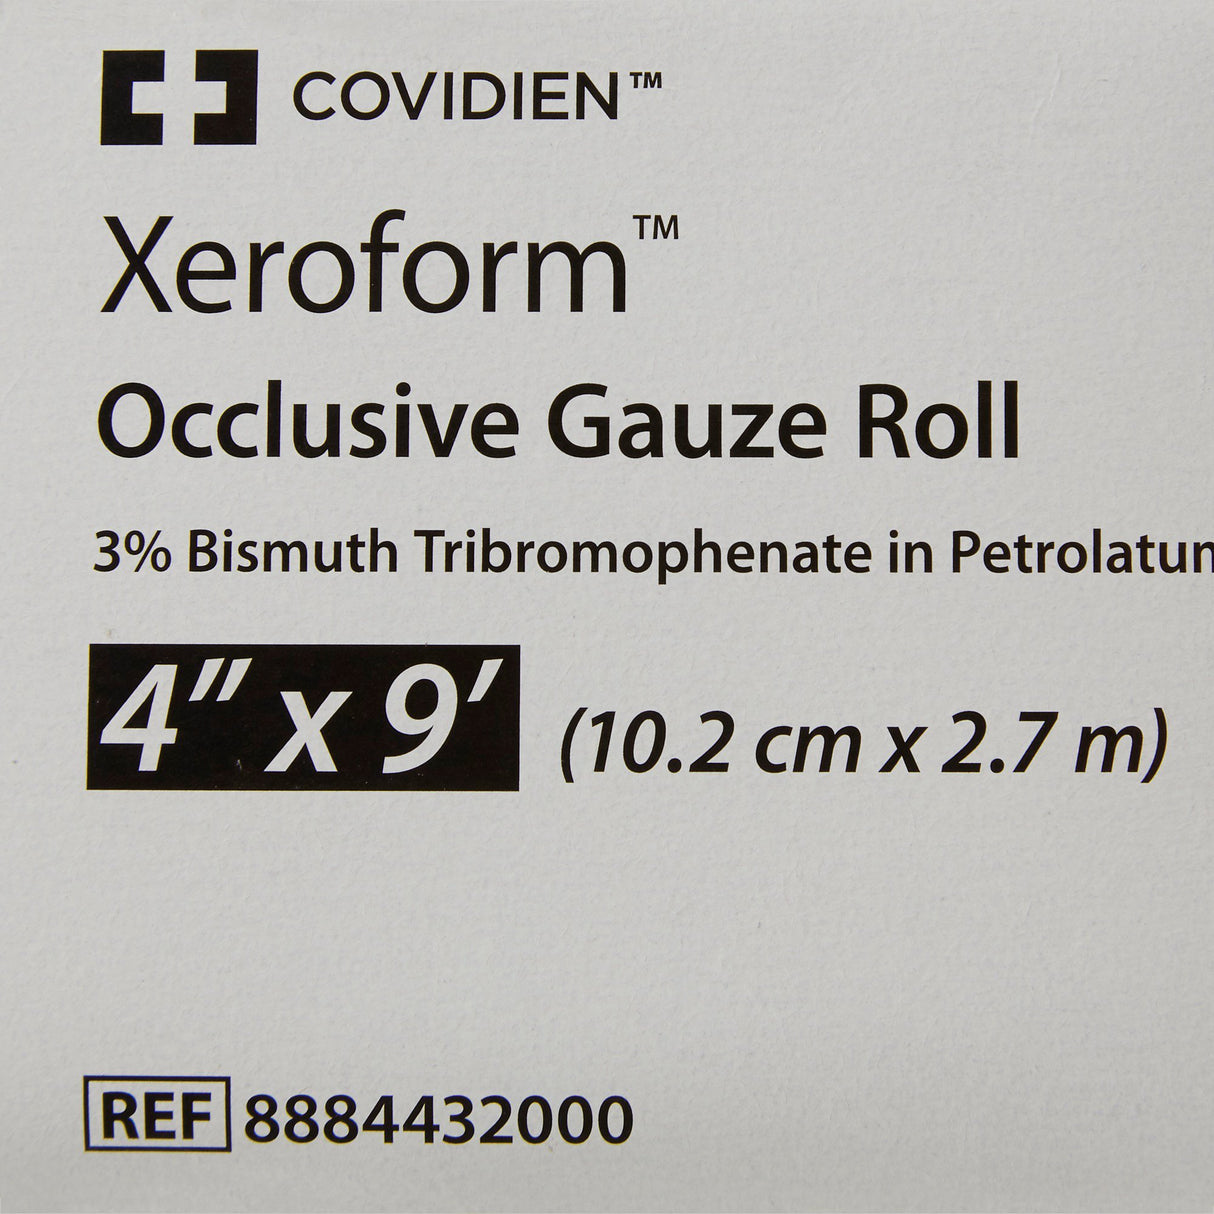 COVIDIEN™
Xeroform™
Occlusive Gauze Roll
3% Bismuth Tribromophenate in Petrolatum
4" x 9' (10.2 cm x 2.7 m)
REF 8884432000